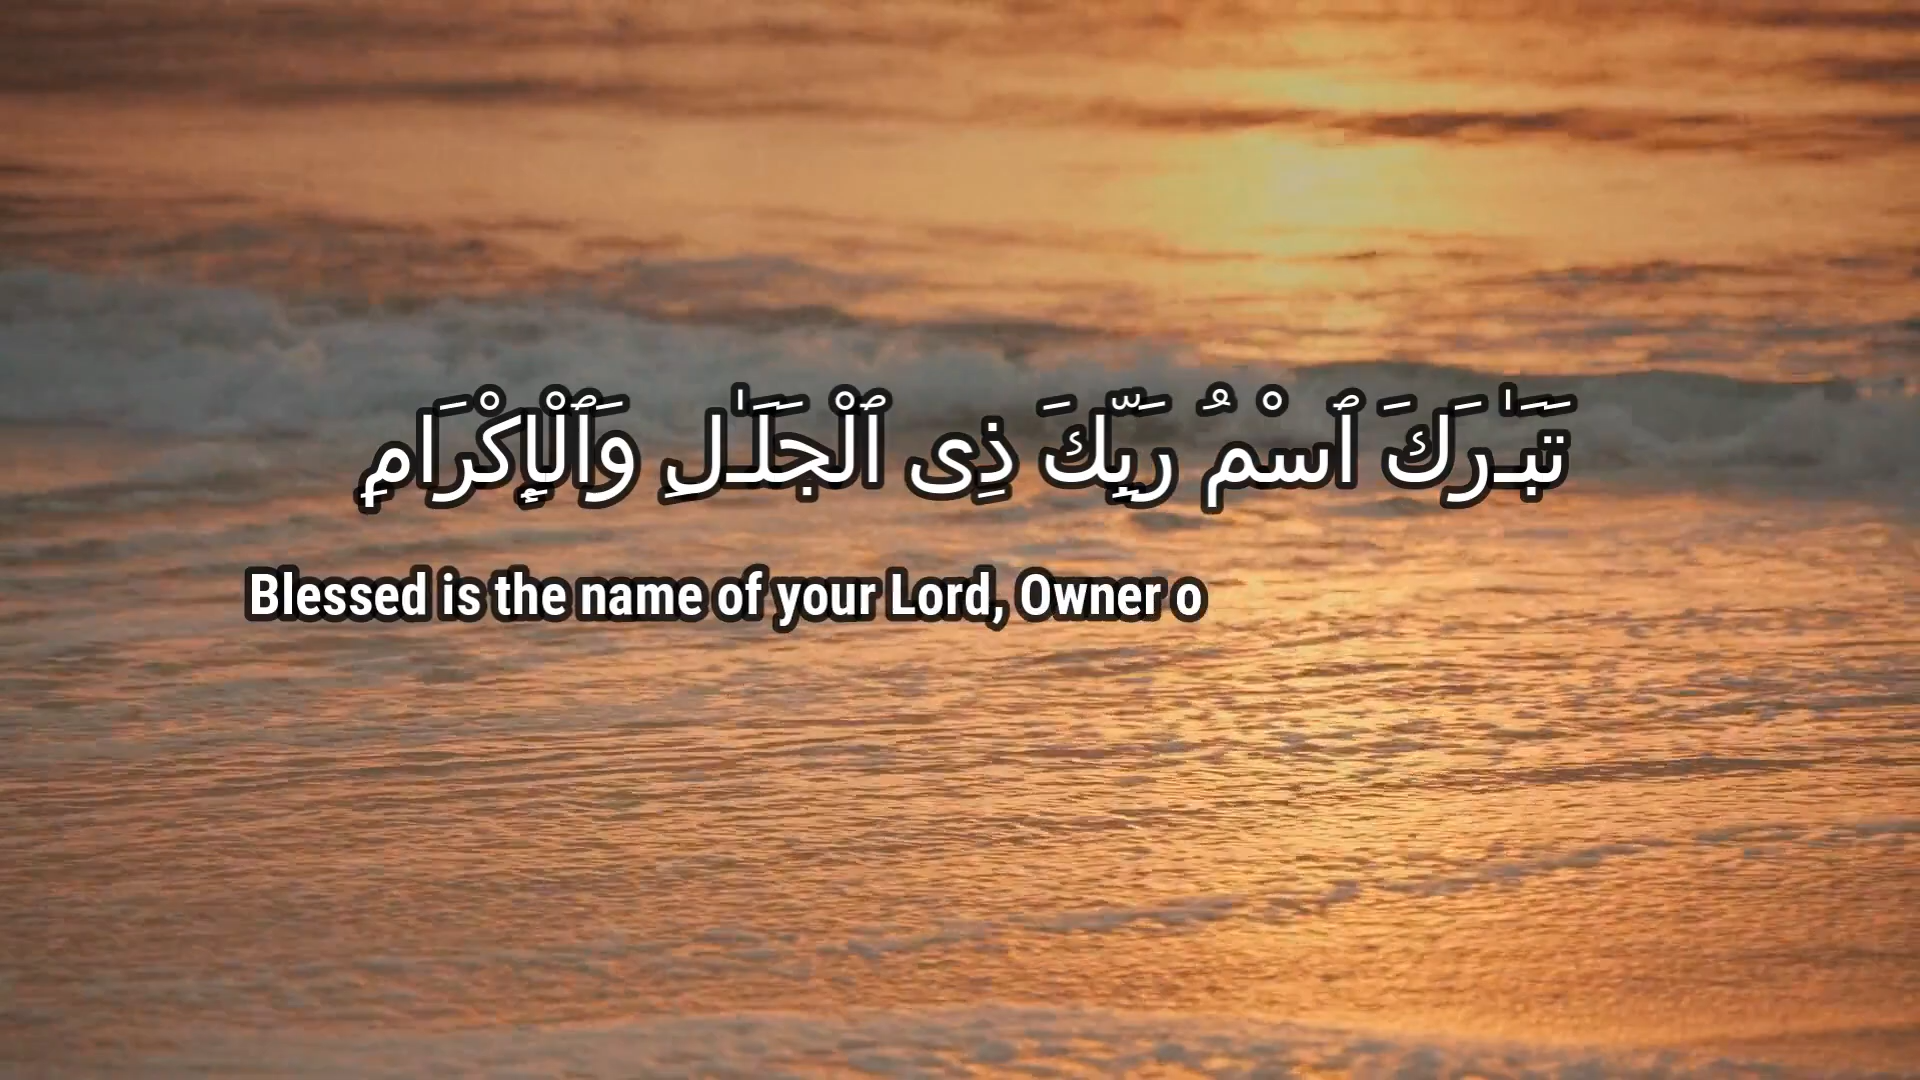 تَبَـٰرَكَ ٱسْمُ رَبِّكَ ذِى ٱلْجَلَـٰلِ وَٱلْإِكْرَامِ
Blessed is the name of your Lord, Owner o